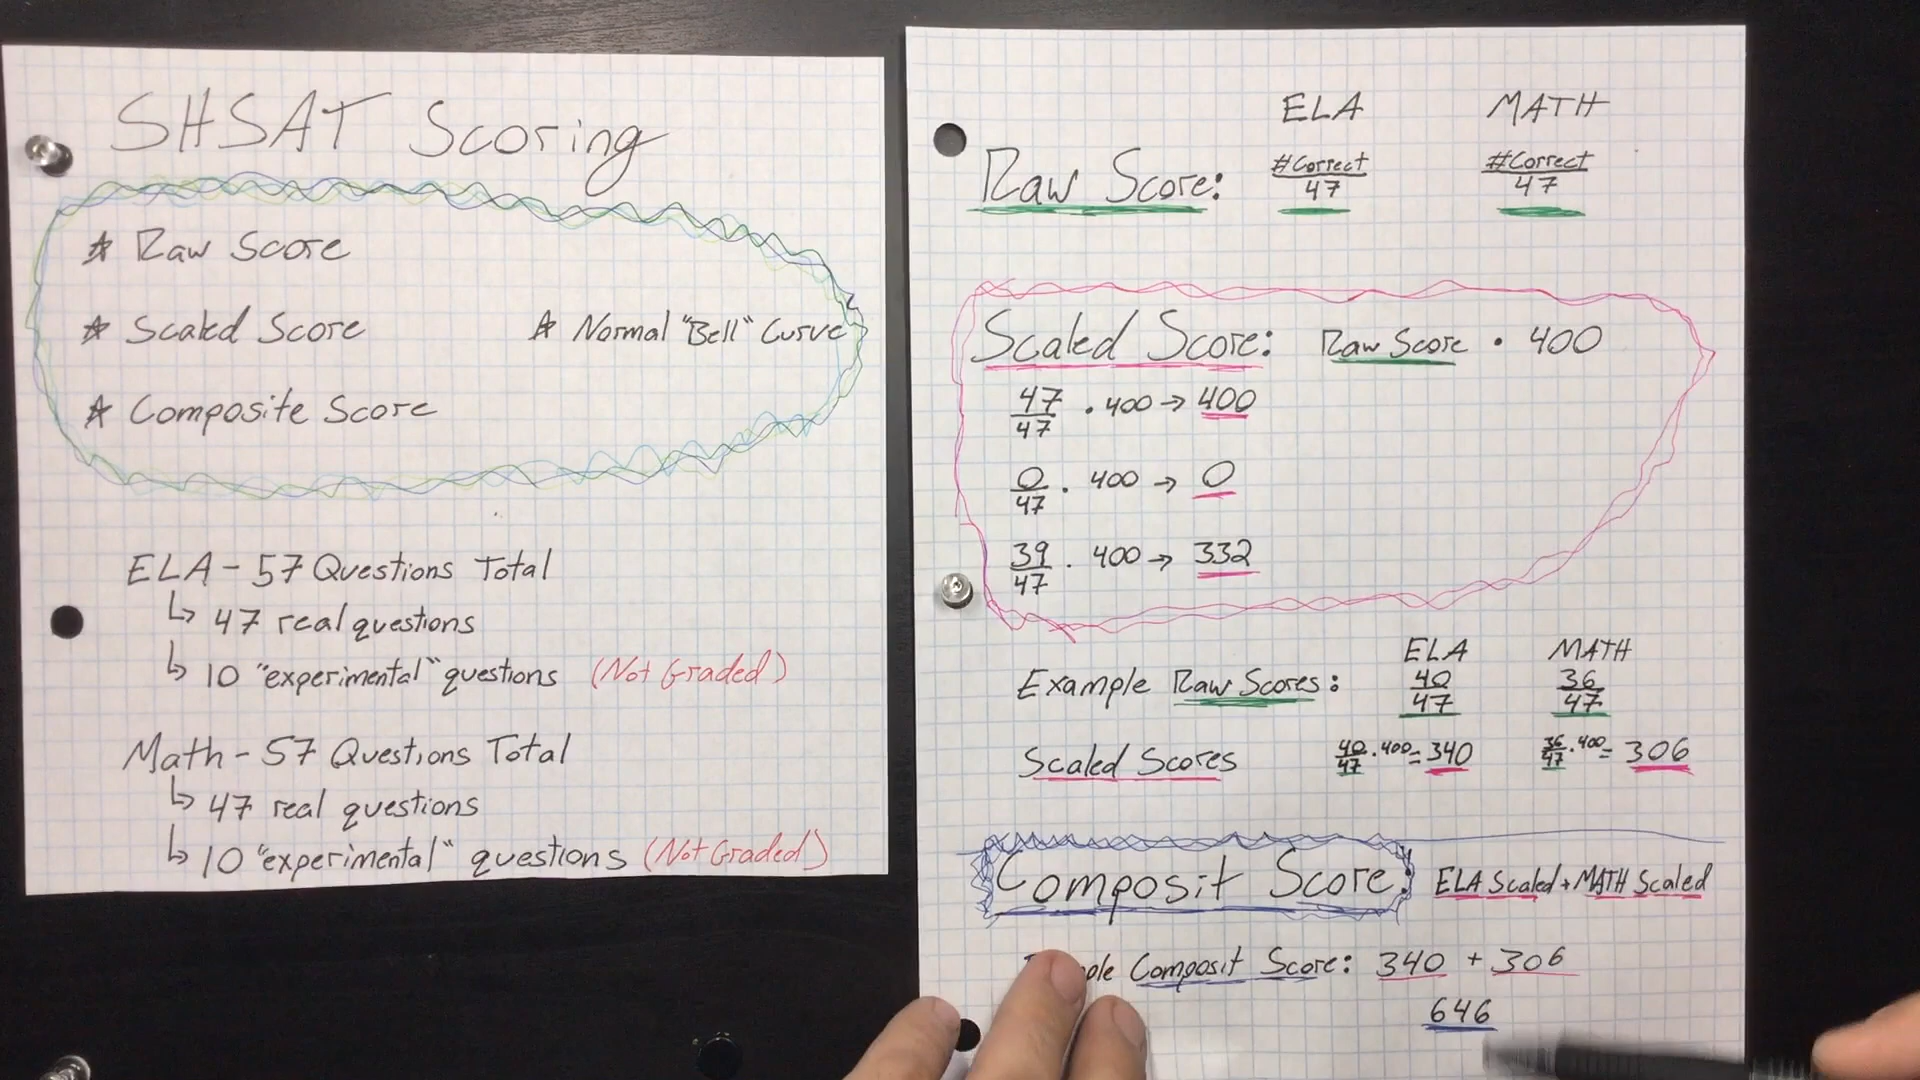 SHSAT Scoring
☆ Raw Score
☆ Scaled Score ☆ Normal "Bell" Curve
☆ Composite Score
ELA - 57 Questions Total
↳ 47 real questions
↳ 10 "experimental" questions (Not Graded)
Math - 57 Questions Total
↳ 47 real questions
↳ 10 "experimental" questions (Not Graded)
ELA MATH
Raw Score: #Correct/47 #Correct/47
Scaled Score: Raw Score • 400
47/47 • 400 → 400
0/47 • 400 → 0
39/47 • 400 → 332
ELA MATH
Example Raw Scores: 40/47 36/47
Scaled Scores 40/47 • 400 = 340 36/47 • 400 = 306
Composit Score: ELA Scaled + MATH Scaled
Composit Score: 340 + 306
646